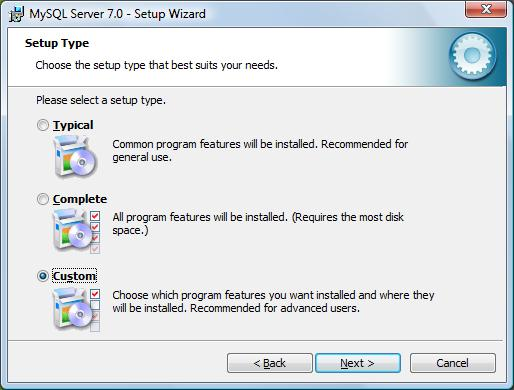 MySQL Server 7.0 - Setup Wizard
Setup Type
Choose the setup type that best suits your needs.
Please select a setup type.
Typical
Common program features will be installed. Recommended for
general use.
Complete
All program features will be installed. (Requires the most disk
space.)
Custom
Choose which program features you want installed and where they
will be installed. Recommended for advanced users.
< Back
Next >
Cancel